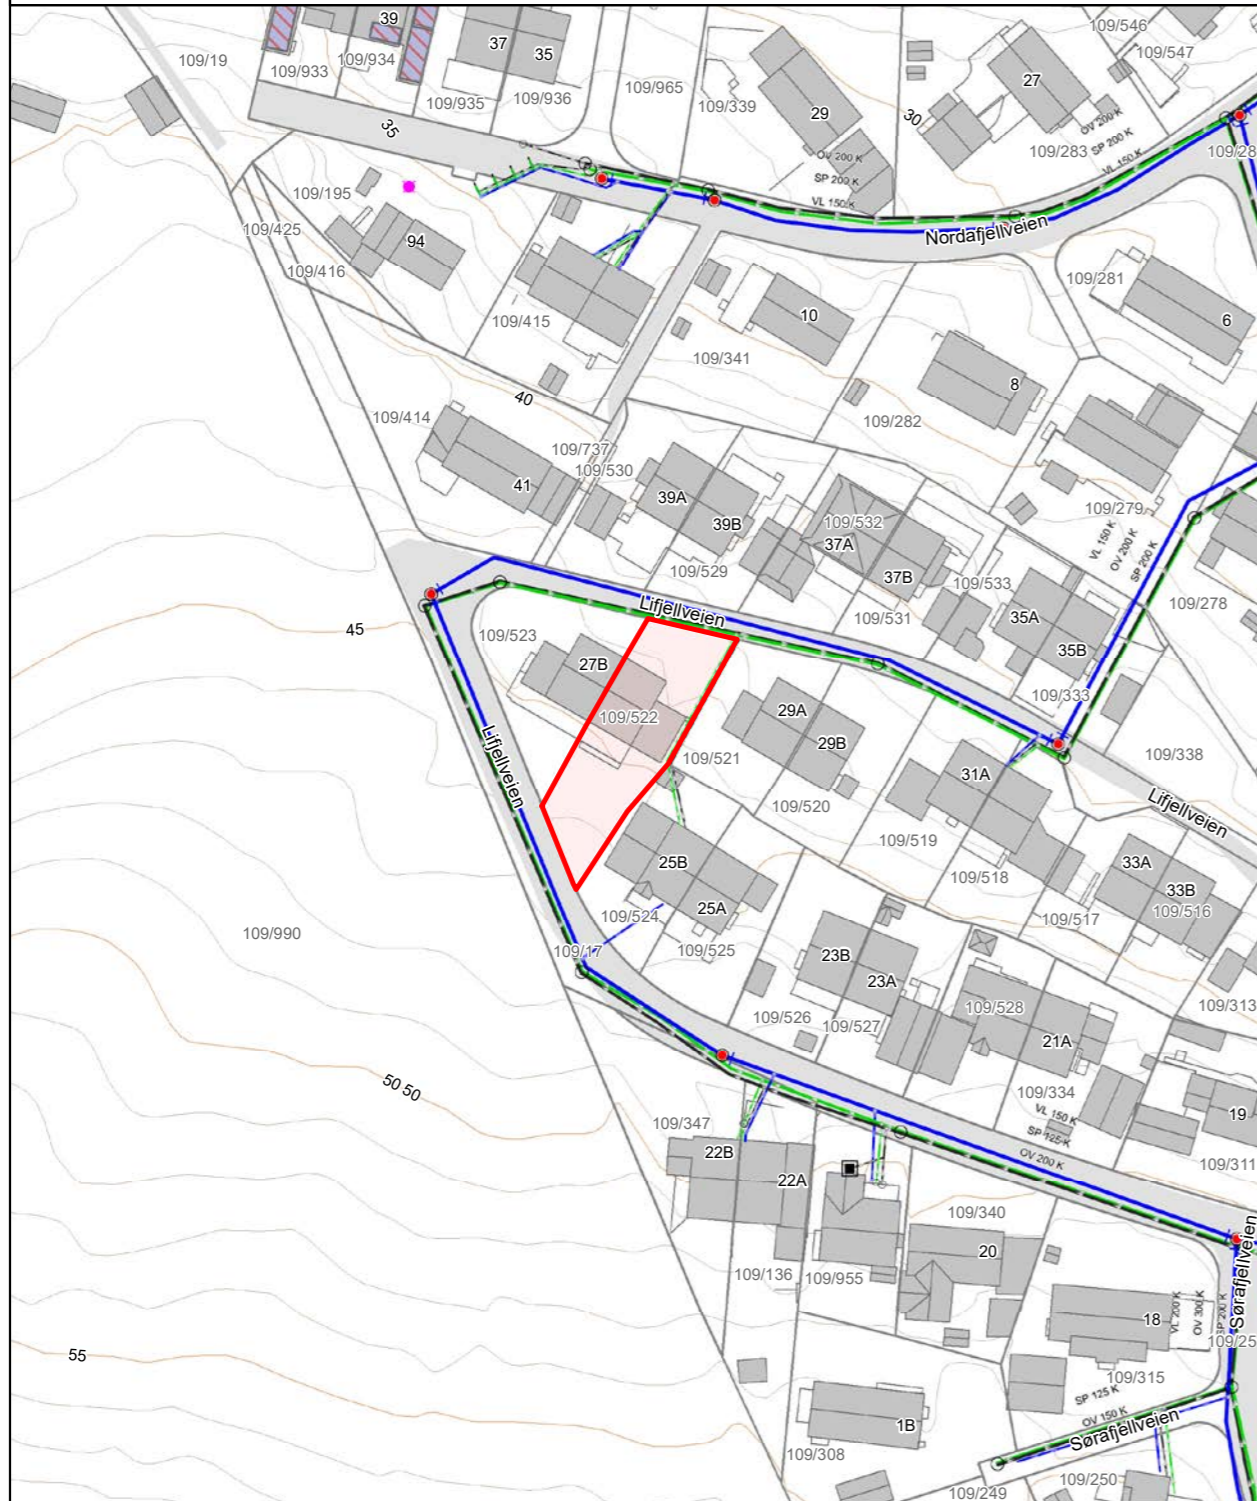 39
109/19
109/933
109/934
37
35
109/935
109/936
109/965
109/339
29
27
109/546
109/547
35
30
OV 200 K
SP 200 K
VL 150 K
109/283
OV 200 K
SP 200 K
VL 150 K
109/28
109/195
109/425
109/416
94
Nordafjellveien
109/281
6
109/415
10
109/341
8
109/282
40
109/414
109/737
109/530
41
39A
39B
109/532
37A
37B
109/279
VL 150 K
OV 200 K
SP 200 K
109/529
109/533
109/278
Lifjellveien
109/531
35A
35B
45
109/523
27B
109/333
109/522
29A
29B
109/521
109/338
Lifjellveien
31A
109/520
Lifjellveien
109/519
25B
33A
33B
109/518
25A
109/524
109/517
109/516
109/990
109/17
109/525
23B
23A
109/528
109/313
109/526
109/527
21A
50 50
109/334
VL 150 K
SP 125 K
OV 200 K
19
109/347
22B
22A
109/311
109/340
20
109/136
109/955
18
VL 200 K
OV 300 K
SP 200 K
Sørafjellveien
109/25
55
109/315
SP 125 K
OV 150 K
Sørafjellveien
1B
109/308
109/249
109/250